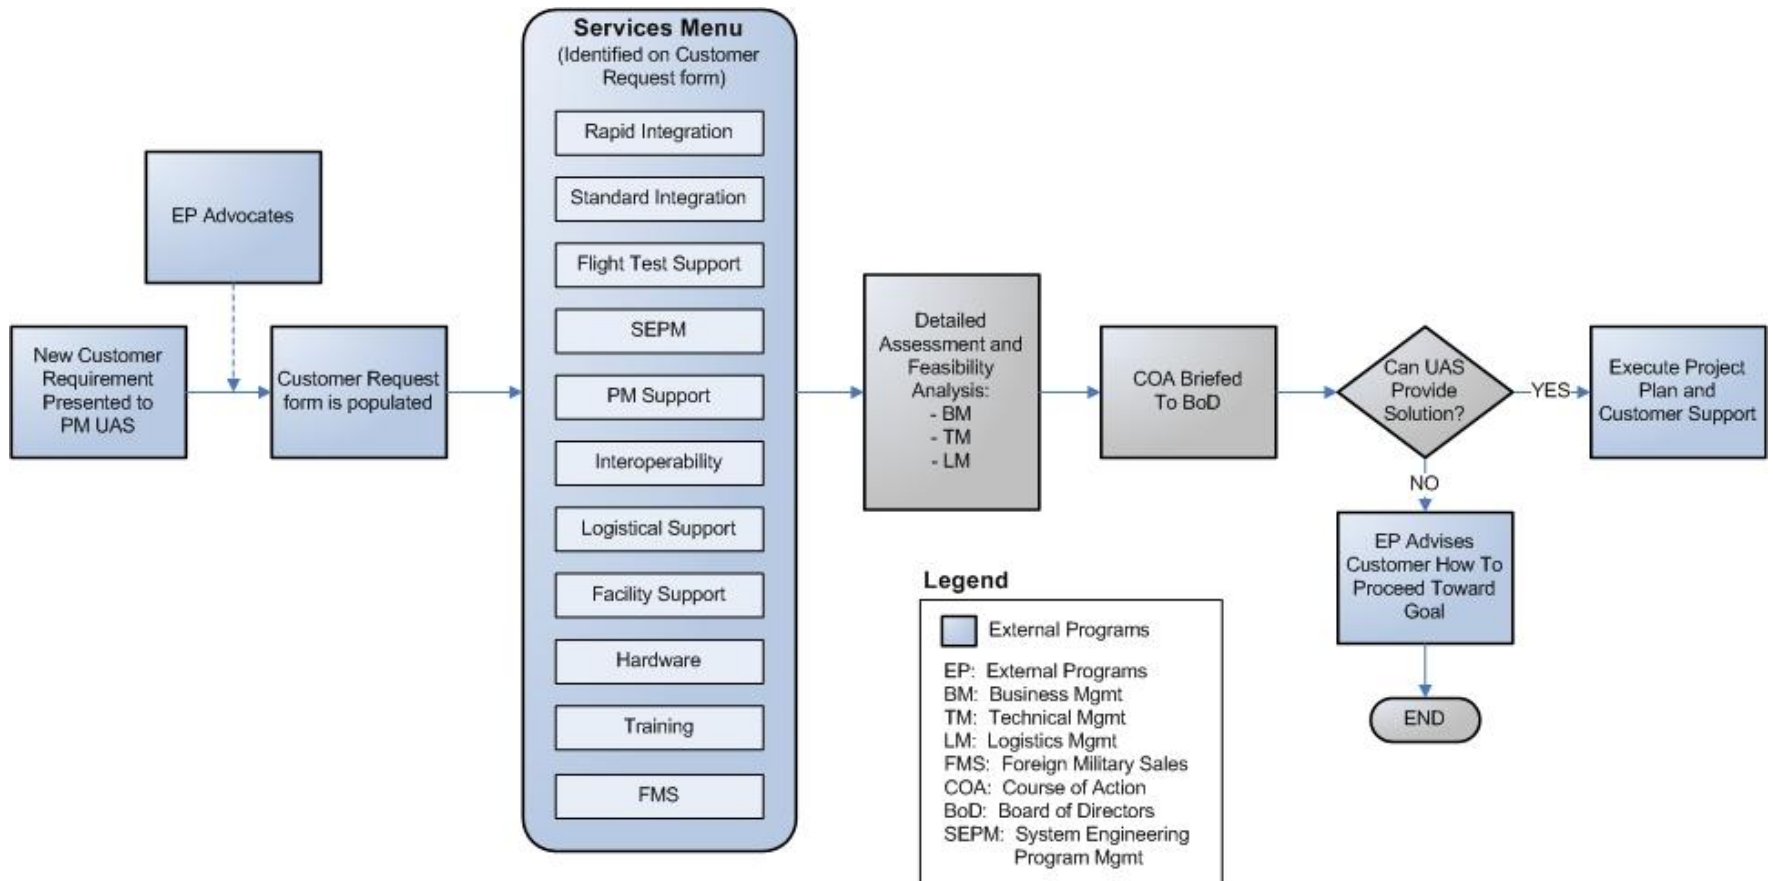 EP Advocates
New Customer
Requirement
Presented to
PM UAS
Customer Request
form is populated
Services Menu
(Identified on Customer
Request form)
Rapid Integration
Standard Integration
Flight Test Support
SEPM
PM Support
Interoperability
Logistical Support
Facility Support
Hardware
Training
FMS
Detailed
Assessment and
Feasibility
Analysis:
- BM
- TM
- LM
COA Briefed
To BoD
Can UAS
Provide
Solution?
YES
Execute Project
Plan and
Customer Support
NO
EP Advises
Customer How To
Proceed Toward
Goal
END
Legend
External Programs
EP: External Programs
BM: Business Mgmt
TM: Technical Mgmt
LM: Logistics Mgmt
FMS: Foreign Military Sales
COA: Course of Action
BoD: Board of Directors
SEPM: System Engineering
Program Mgmt